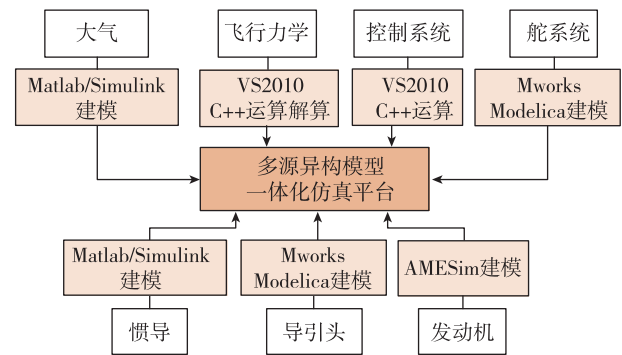 大气
飞行力学
控制系统
舵系统
Matlab/Simulink
建模
VS2010
C++运算解算
VS2010
C++运算
Mworks
Modelica建模
多源异构模型
一体化仿真平台
Matlab/Simulink
建模
Mworks
Modelica建模
AMESim建模
惯导
导引头
发动机